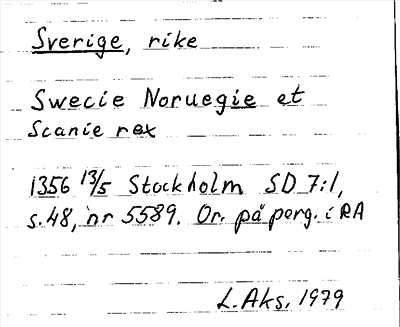 Sverige, rike
Swecie Noruegie et
Scanie rex
1356 13/5 Stockholm SD 7:1,
s. 48, nr 5589. Or. på perg. i RA
L. Aks. 1979